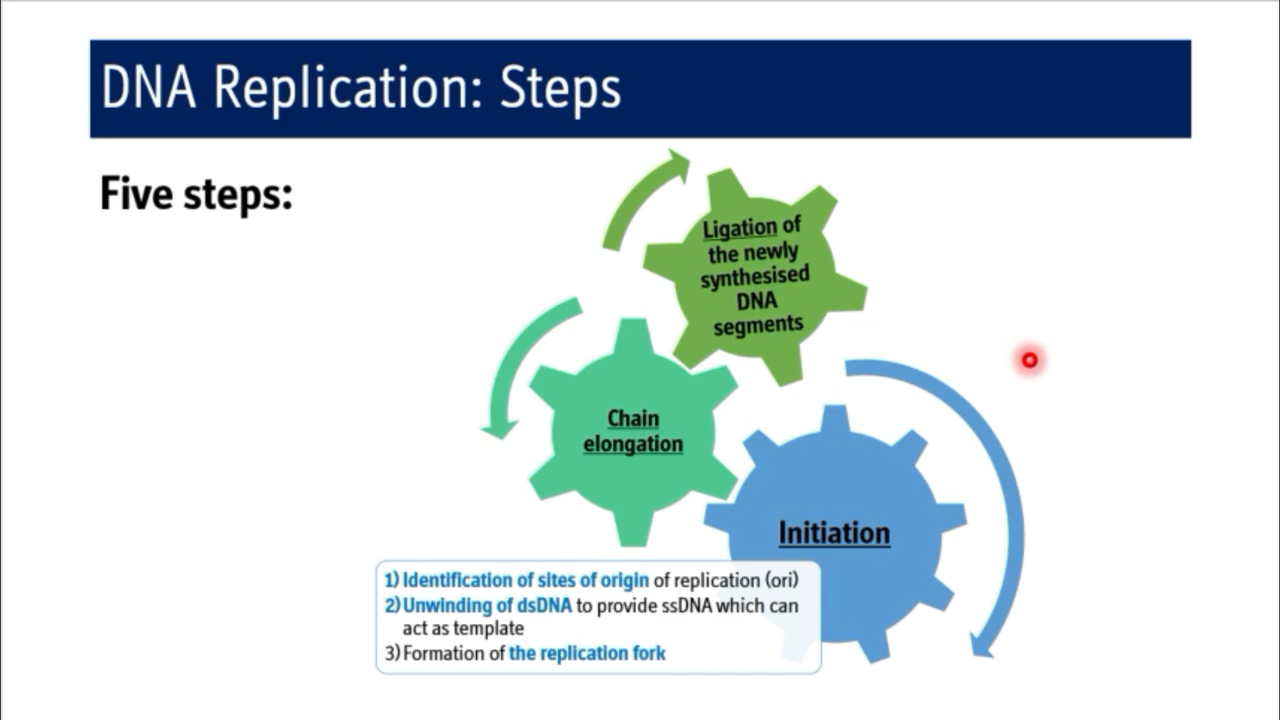 DNA Replication: Steps
Five steps:
Ligation of
the newly
synthesised
DNA
segments
Chain
elongation
Initiation
1) Identification of sites of origin of replication (ori)
2) Unwinding of dsDNA to provide ssDNA which can
act as template
3) Formation of the replication fork